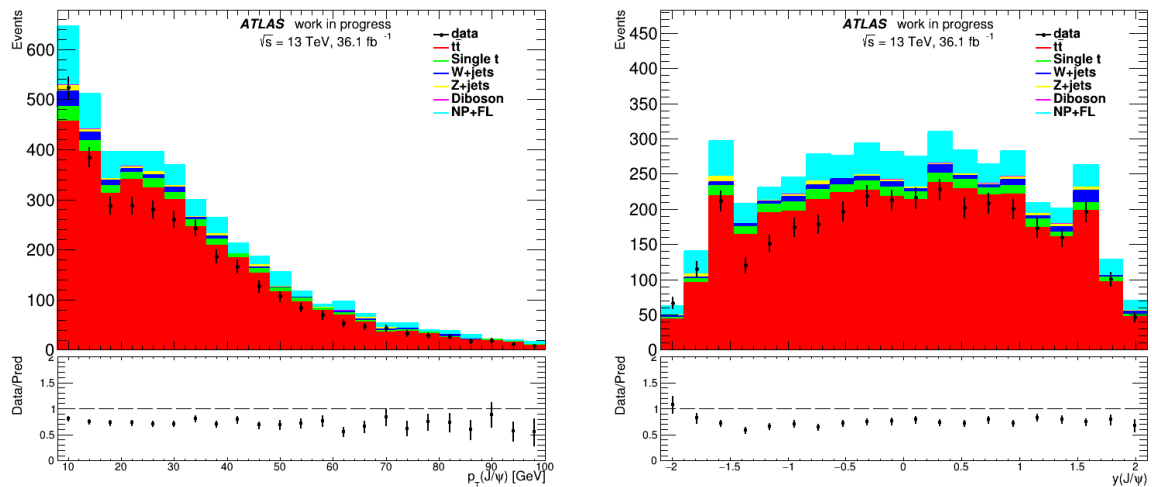 ATLAS work in progress
√s = 13 TeV, 36.1 fb -1
Events
600
500
400
300
200
100
0
data
tt̄
Single t
W+jets
Z+jets
Diboson
NP+FL
Data/Pred
2
1.5
1
0.5
0
10 20 30 40 50 60 70 80 90 100
p_T(J/ψ) [GeV]
ATLAS work in progress
√s = 13 TeV, 36.1 fb -1
Events
450
400
350
300
250
200
150
100
50
0
data
tt̄
Single t
W+jets
Z+jets
Diboson
NP+FL
Data/Pred
2
1.5
1
0.5
0
−2 −1.5 −1 −0.5 0 0.5 1 1.5 2
y(J/ψ)